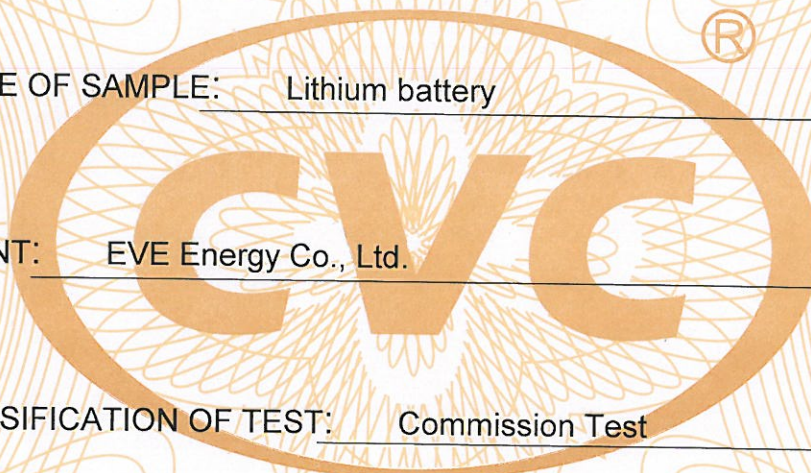 ®
E OF SAMPLE: Lithium battery
CVC
NT: EVE Energy Co., Ltd.
SIFICATION OF TEST: Commission Test